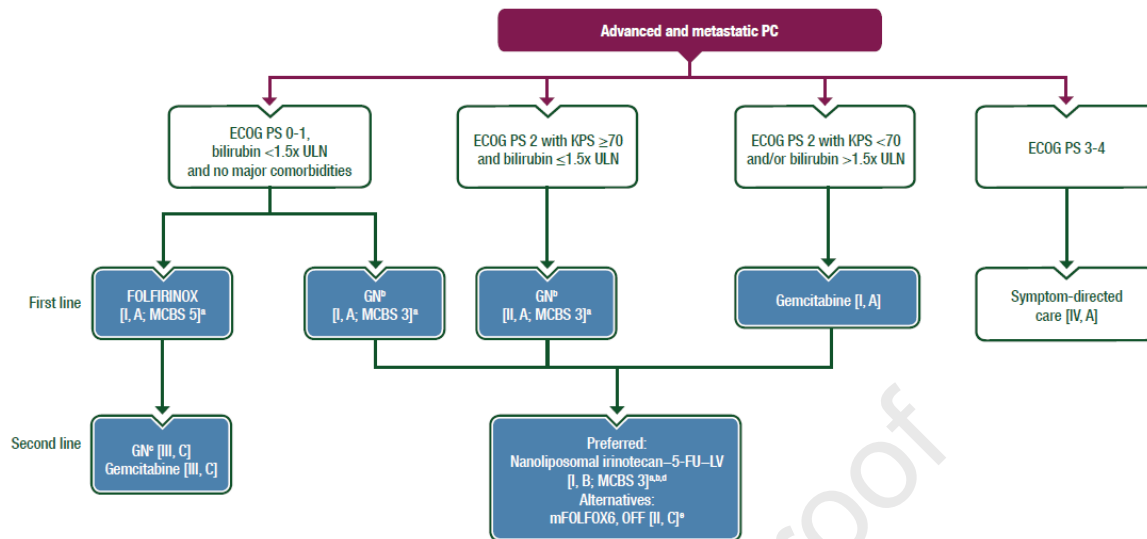 Advanced and metastatic PC
ECOG PS 0-1,
bilirubin <1.5x ULN
and no major comorbidities
ECOG PS 2 with KPS ≥70
and bilirubin ≤1.5x ULN
ECOG PS 2 with KPS <70
and/or bilirubin >1.5x ULN
ECOG PS 3-4
First line
FOLFIRINOX
[I, A; MCBS 5]ᵃ
GNᵇ
[I, A; MCBS 3]ᵃ
GNᵇ
[II, A; MCBS 3]ᵃ
Gemcitabine [I, A]
Symptom-directed
care [IV, A]
Second line
GNᶜ [III, C]
Gemcitabine [III, C]
Preferred:
Nanoliposomal irinotecan–5-FU–LV
[I, B; MCBS 3]ᵃ,ᵇ,ᵈ
Alternatives:
mFOLFOX6, OFF [II, C]ᵉ
roof